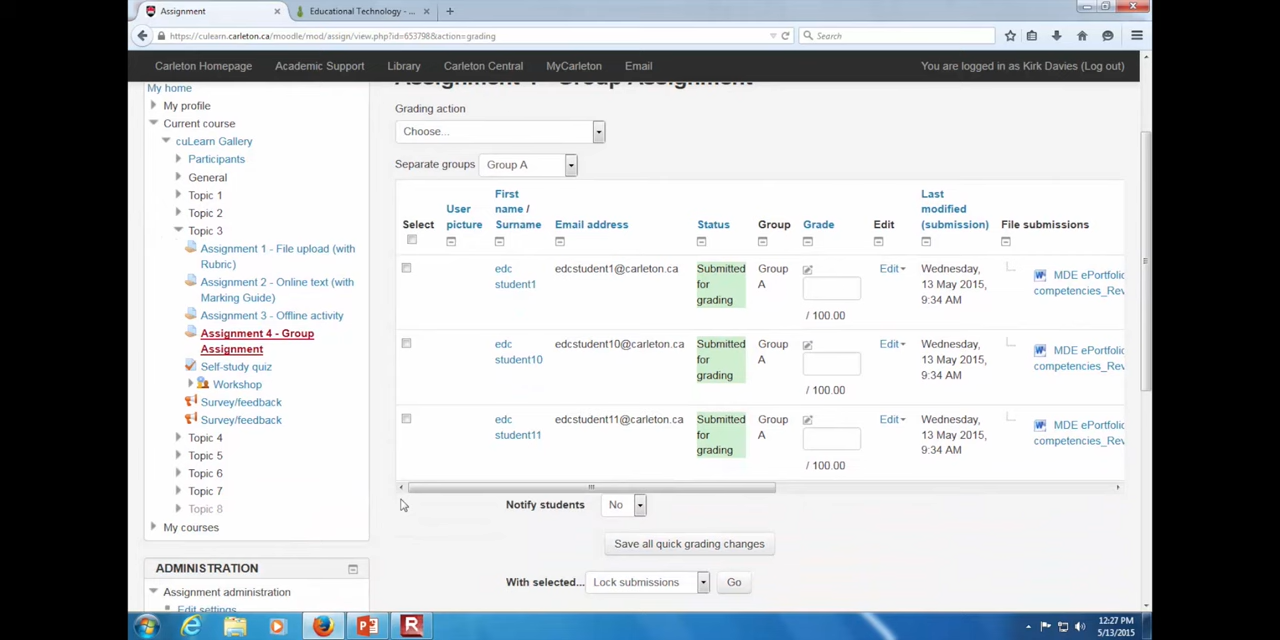 Assignment
Educational Technology - ...
https://culearn.carleton.ca/moodle/mod/assign/view.php?id=653798&action=grading
Search
Carleton Homepage
Academic Support
Library
Carleton Central
MyCarleton
Email
You are logged in as Kirk Davies (Log out)
My home
My profile
Current course
cuLearn Gallery
Participants
General
Topic 1
Topic 2
Topic 3
Assignment 1 - File upload (with
Rubric)
Assignment 2 - Online text (with
Marking Guide)
Assignment 3 - Offline activity
Assignment 4 - Group
Assignment
Self-study quiz
Workshop
Survey/feedback
Survey/feedback
Topic 4
Topic 5
Topic 6
Topic 7
Topic 8
My courses
ADMINISTRATION
Assignment administration
Edit settings
Assignment 4 - Group Assignment
Grading action
Choose...
Separate groups Group A
Select
User
picture
First
name /
Surname
Email address
Status
Group
Grade
Edit
Last
modified
(submission)
File submissions
edc
student1
edcstudent1@carleton.ca
Submitted
for
grading
Group
A
/ 100.00
Edit
Wednesday,
13 May 2015,
9:34 AM
MDE ePortfolio
competencies_Rev
edc
student10
edcstudent10@carleton.ca
Submitted
for
grading
Group
A
/ 100.00
Edit
Wednesday,
13 May 2015,
9:34 AM
MDE ePortfolio
competencies_Rev
edc
student11
edcstudent11@carleton.ca
Submitted
for
grading
Group
A
/ 100.00
Edit
Wednesday,
13 May 2015,
9:34 AM
MDE ePortfolio
competencies_Rev
Notify students No
Save all quick grading changes
With selected... Lock submissions Go
12:27 PM
5/13/2015